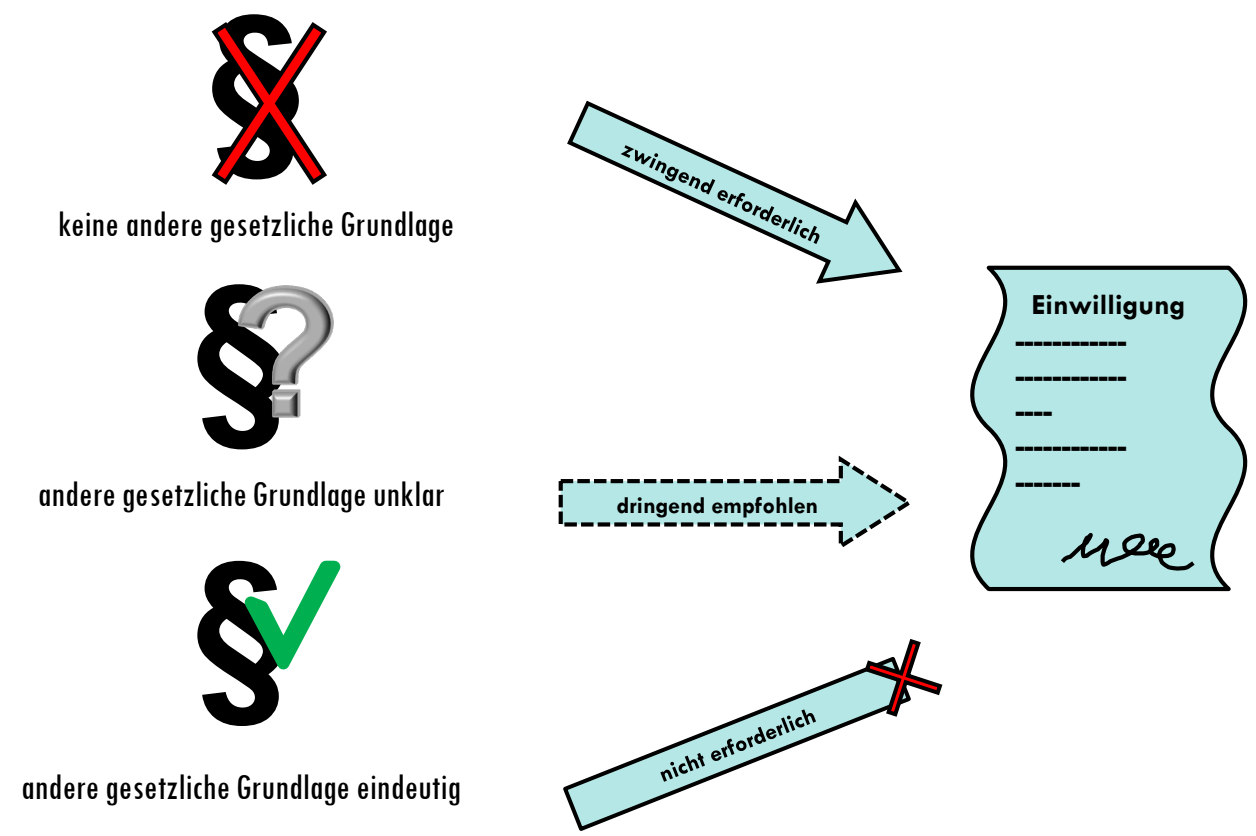 keine andere gesetzliche Grundlage
zwingend erforderlich
andere gesetzliche Grundlage unklar
dringend empfohlen
andere gesetzliche Grundlage eindeutig
nicht erforderlich
Einwilligung